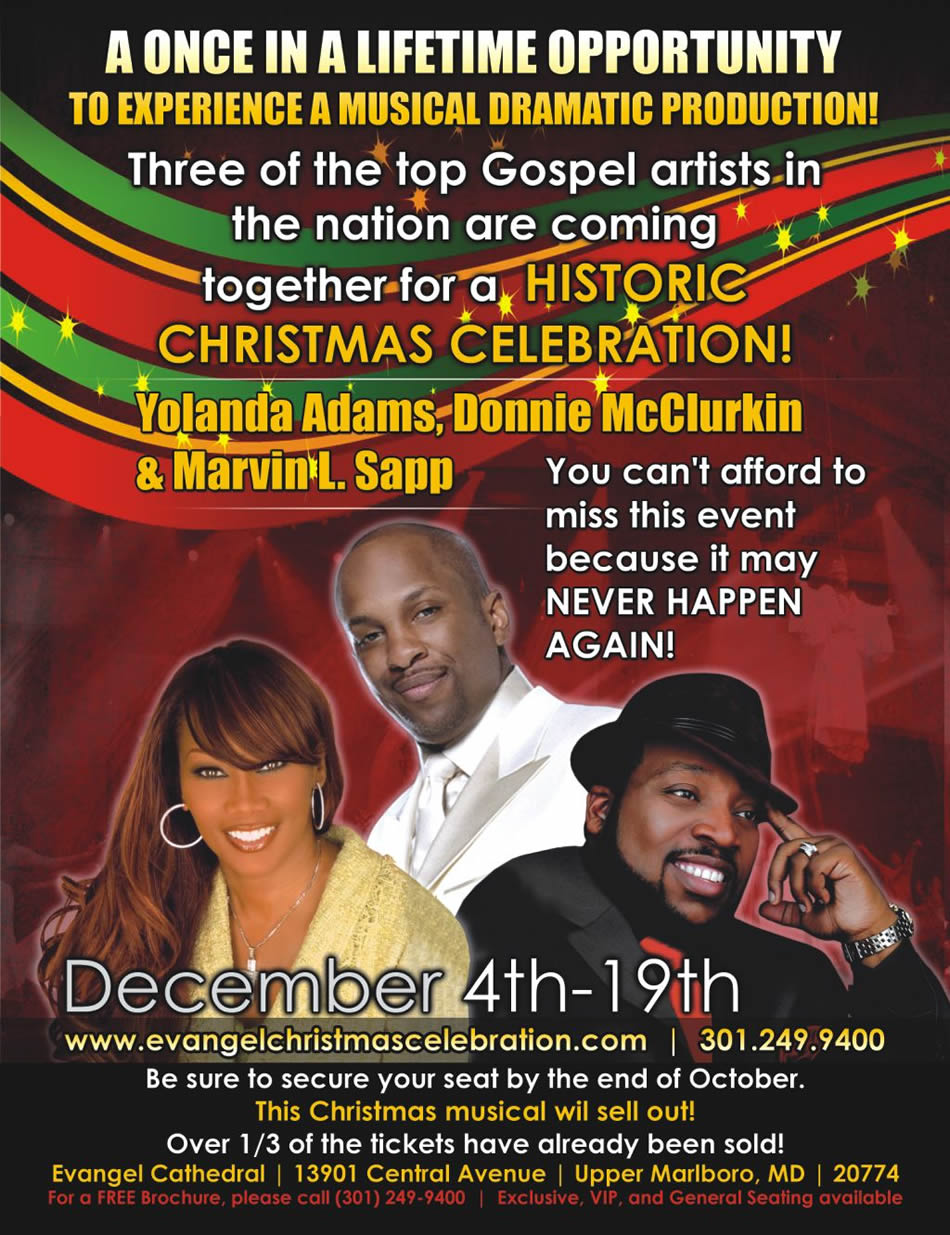 A ONCE IN A LIFETIME OPPORTUNITY
TO EXPERIENCE A MUSICAL DRAMATIC PRODUCTION!
Three of the top Gospel artists in
the nation are coming
together for a HISTORIC
CHRISTMAS CELEBRATION!
Yolanda Adams, Donnie McClurkin
& Marvin L. Sapp
You can't afford to
miss this event
because it may
NEVER HAPPEN
AGAIN!
December 4th-19th
www.evangelchristmascelebration.com | 301.249.9400
Be sure to secure your seat by the end of October.
This Christmas musical wil sell out!
Over 1/3 of the tickets have already been sold!
Evangel Cathedral | 13901 Central Avenue | Upper Marlboro, MD | 20774
For a FREE Brochure, please call (301) 249-9400 | Exclusive, VIP, and General Seating available